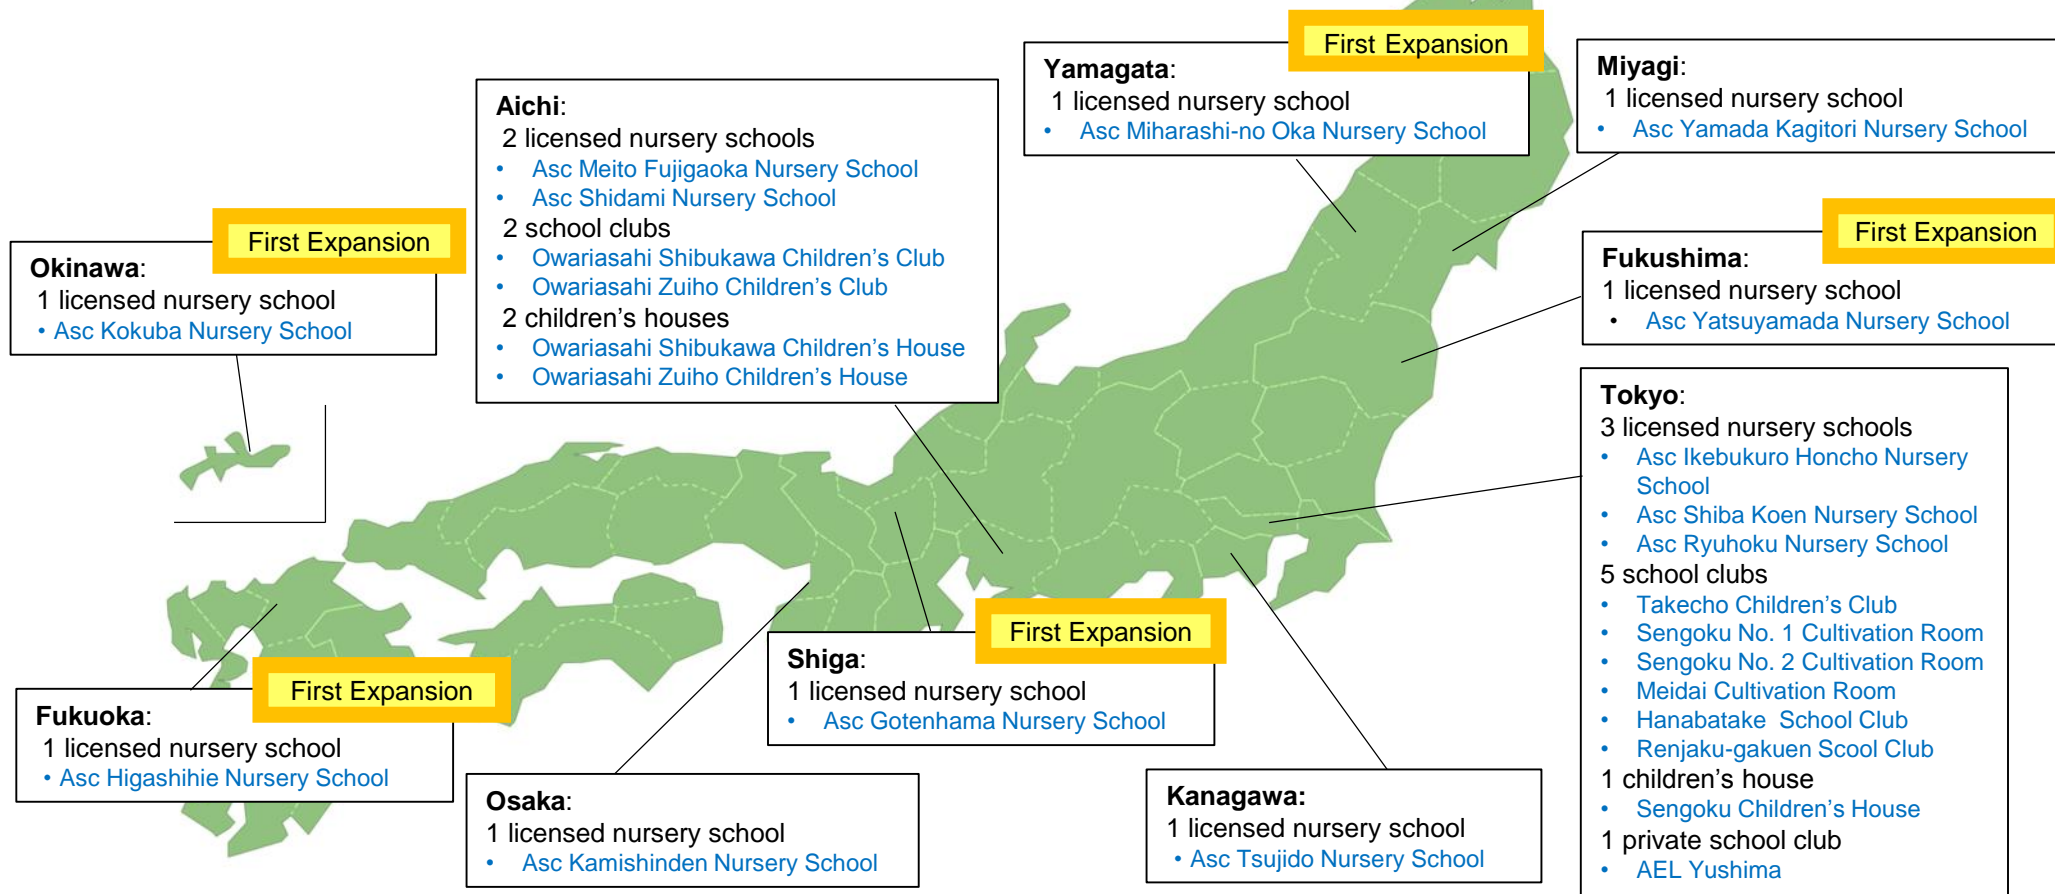 First Expansion
Okinawa:
1 licensed nursery school
• Asc Kokuba Nursery School
Aichi:
2 licensed nursery schools
• Asc Meito Fujigaoka Nursery School
• Asc Shidami Nursery School
2 school clubs
• Owariasahi Shibukawa Children's Club
• Owariasahi Zuiho Children's Club
2 children's houses
• Owariasahi Shibukawa Children's House
• Owariasahi Zuiho Children's House
First Expansion
Yamagata:
1 licensed nursery school
• Asc Miharashi-no Oka Nursery School
Miyagi:
1 licensed nursery school
• Asc Yamada Kagitori Nursery School
First Expansion
Fukushima:
1 licensed nursery school
• Asc Yatsuyamada Nursery School
Tokyo:
3 licensed nursery schools
• Asc Ikebukuro Honcho Nursery
School
• Asc Shiba Koen Nursery School
• Asc Ryuhoku Nursery School
5 school clubs
• Takecho Children's Club
• Sengoku No. 1 Cultivation Room
• Sengoku No. 2 Cultivation Room
• Meidai Cultivation Room
• Hanabatake School Club
• Renjaku-gakuen Scool Club
1 children's house
• Sengoku Children's House
1 private school club
• AEL Yushima
First Expansion
Fukuoka:
1 licensed nursery school
• Asc Higashihie Nursery School
Osaka:
1 licensed nursery school
• Asc Kamishinden Nursery School
First Expansion
Shiga:
1 licensed nursery school
• Asc Gotenhama Nursery School
Kanagawa:
1 licensed nursery school
• Asc Tsujido Nursery School